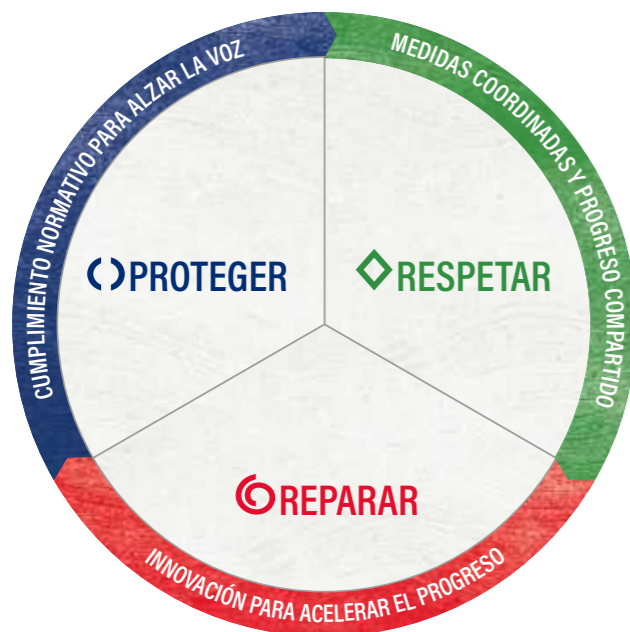 CUMPLIMIENTO NORMATIVO PARA ALZAR LA VOZ
MEDIDAS COORDINADAS Y PROGRESO COMPARTIDO
PROTEGER
RESPETAR
REPARAR
INNOVACIÓN PARA ACELERAR EL PROGRESO